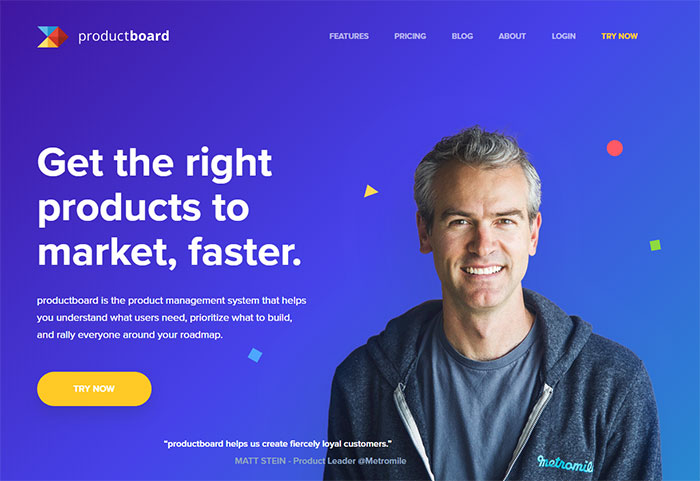 productboard
FEATURES PRICING BLOG ABOUT LOGIN TRY NOW
Get the right
products to
market, faster.
productboard is the product management system that helps
you understand what users need, prioritize what to build,
and rally everyone around your roadmap.
TRY NOW
"productboard helps us create fiercely loyal customers."
MATT STEIN - Product Leader @Metromile
metromile